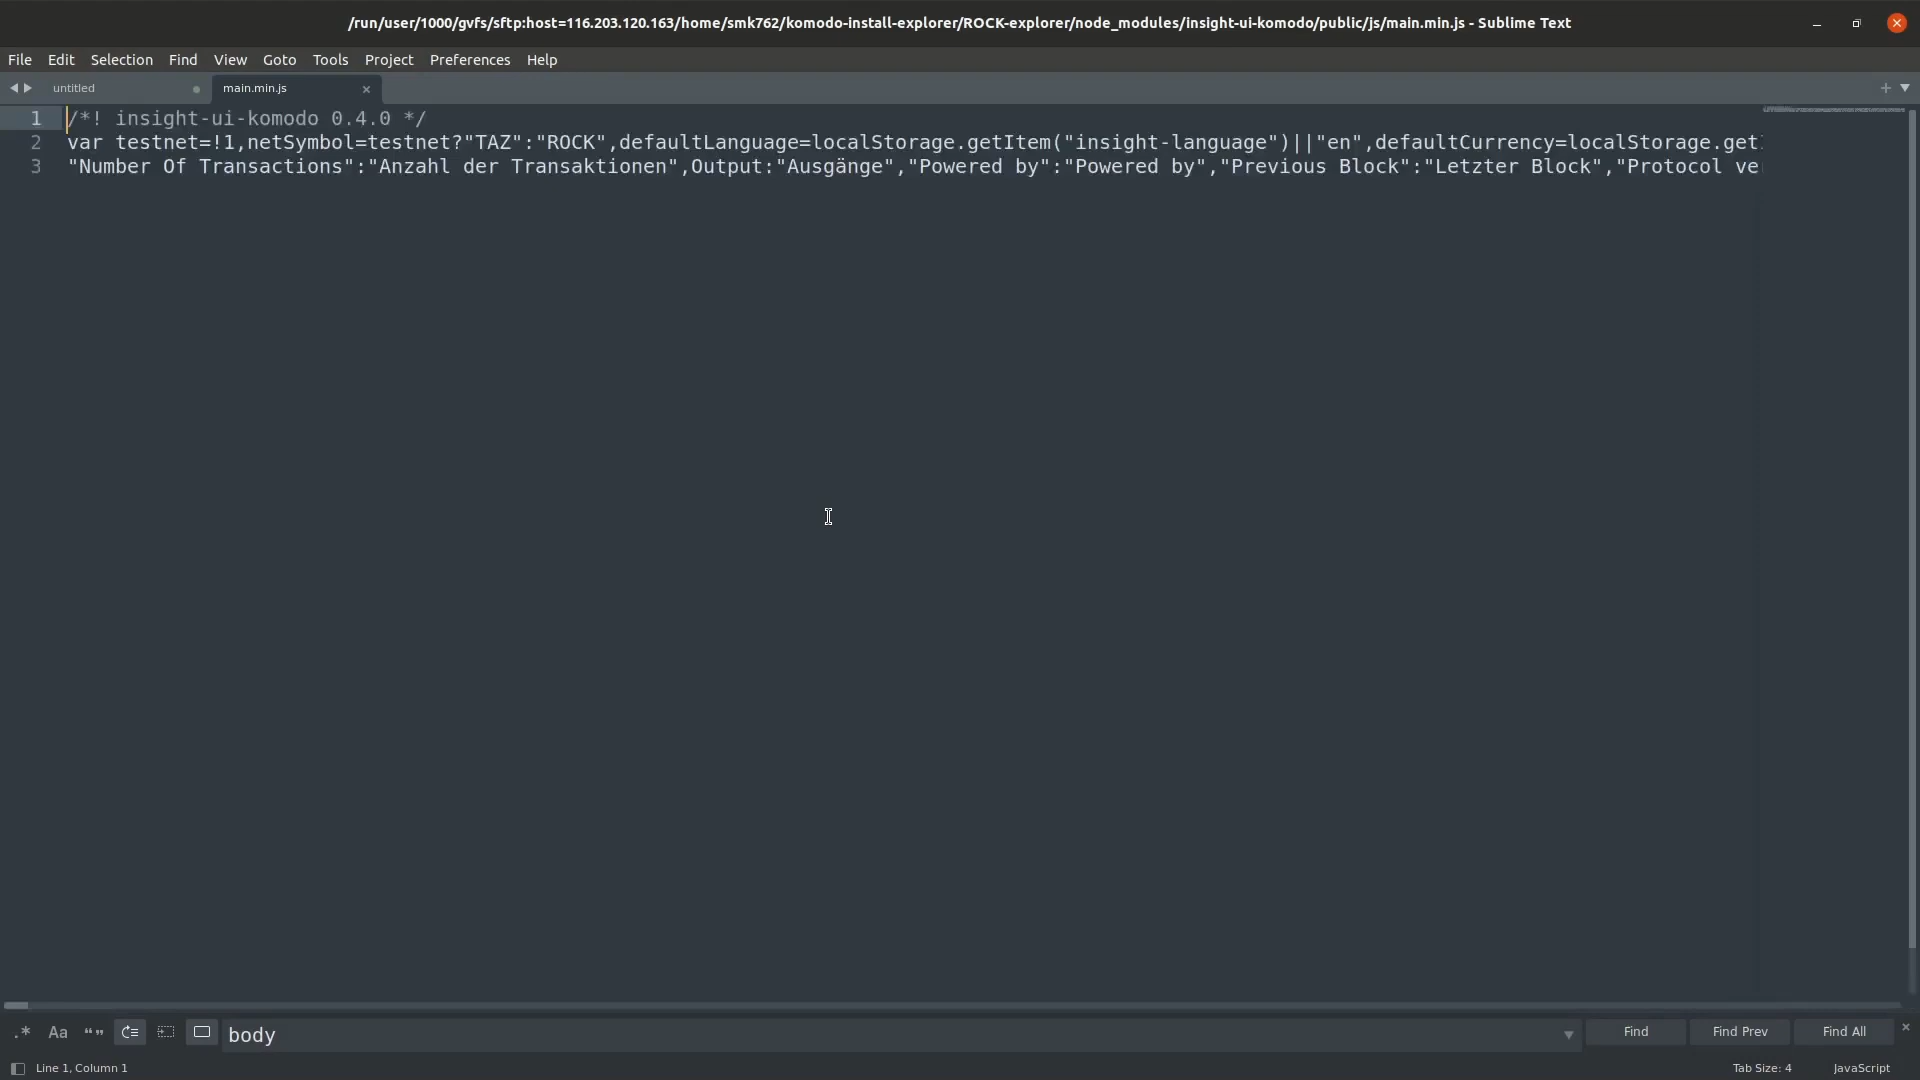 /run/user/1000/gvfs/sftp:host=116.203.120.163/home/smk762/komodo-install-explorer/ROCK-explorer/node_modules/insight-ui-komodo/public/js/main.min.js - Sublime Text
File Edit Selection Find View Goto Tools Project Preferences Help
untitled main.min.js
1 /*! insight-ui-komodo 0.4.0 */
2 var testnet=!1,netSymbol=testnet?"TAZ":"ROCK",defaultLanguage=localStorage.getItem("insight-language")||"en",defaultCurrency=localStorage.get
3 "Number Of Transactions":"Anzahl der Transaktionen",Output:"Ausgänge","Powered by":"Powered by","Previous Block":"Letzter Block","Protocol ve
.* Aa “” body Find Find Prev Find All
Line 1, Column 1 Tab Size: 4 JavaScript